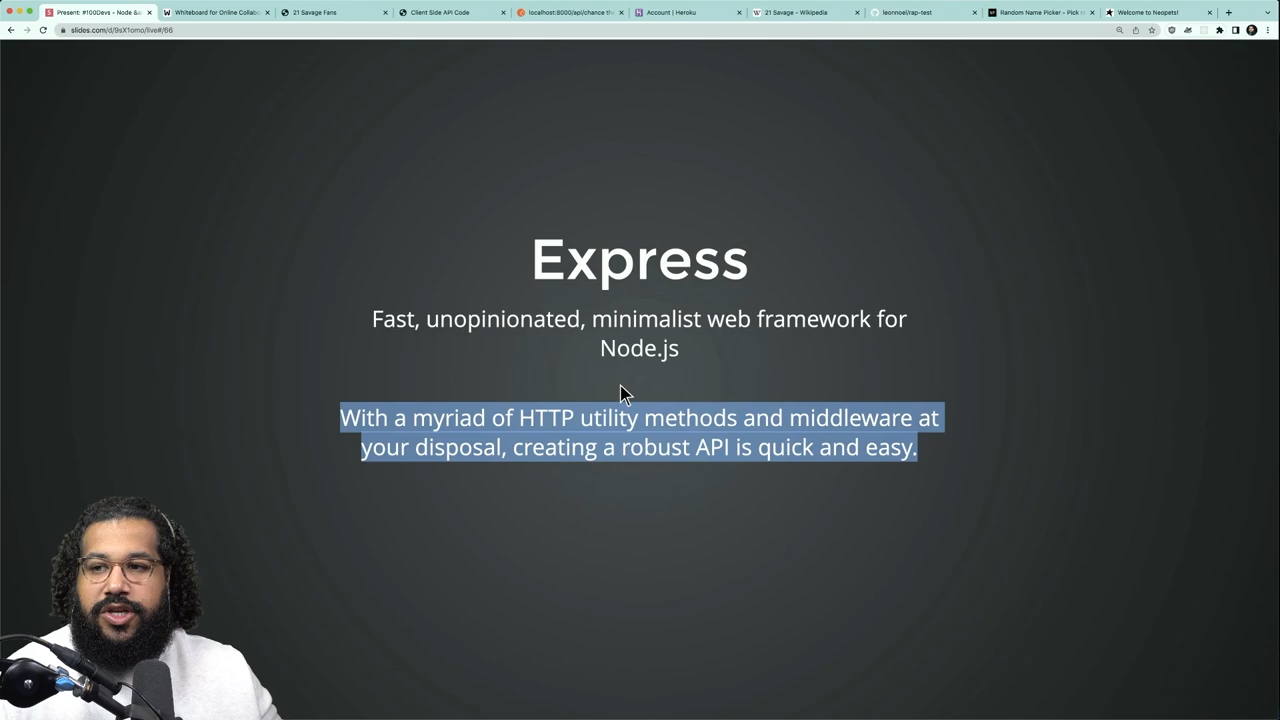 Present: #100Devs - Node &a
Whiteboard for Online Collabo
21 Savage Fans
Client Side API Code
localhost:8000/api/chance th
Account | Heroku
21 Savage - Wikipedia
leonnoel/rap-test
Random Name Picker - Pick
Welcome to Neopets!
slides.com/d/9sX1omo/live#/66
Express
Fast, unopinionated, minimalist web framework for
Node.js
With a myriad of HTTP utility methods and middleware at
your disposal, creating a robust API is quick and easy.